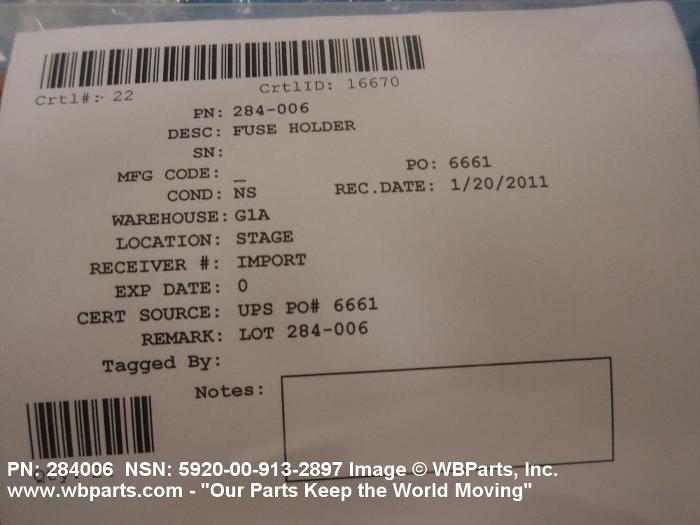 Crtl#:- 22 CrtlID: 16670
PN: 284-006
DESC: FUSE HOLDER
SN:
MFG CODE: _ PO: 6661
COND: NS REC.DATE: 1/20/2011
WAREHOUSE: G1A
LOCATION: STAGE
RECEIVER #: IMPORT
EXP DATE: 0
CERT SOURCE: UPS PO# 6661
REMARK: LOT 284-006
Tagged By:
Notes:
PN: 284006 NSN: 5920-00-913-2897 Image © WBParts, Inc.
www.wbparts.com - "Our Parts Keep the World Moving"